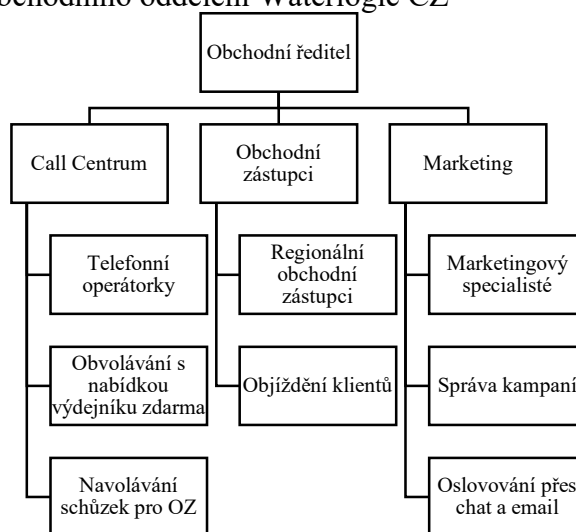 obchodního oddělení Waterlogic CZ
Obchodní ředitel
Call Centrum
Obchodní
zástupci
Marketing
Telefonní
operátorky
Regionální
obchodní
zástupci
Marketingový
specialisté
Obvolávání s
nabídkou
výdejníku zdarma
Objíždění klientů
Správa kampaní
Navolávání
schůzek pro OZ
Oslovování přes
chat a email